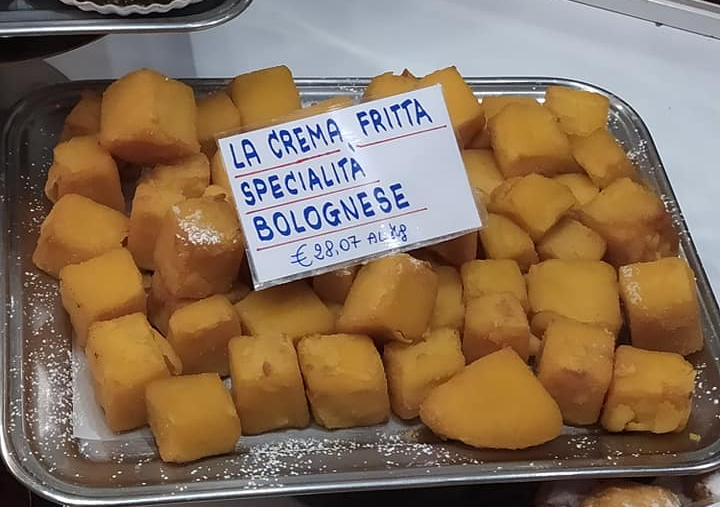 LA CREMA FRITTA
SPECIALITÀ
BOLOGNESE
€ 28,07 AL Kg